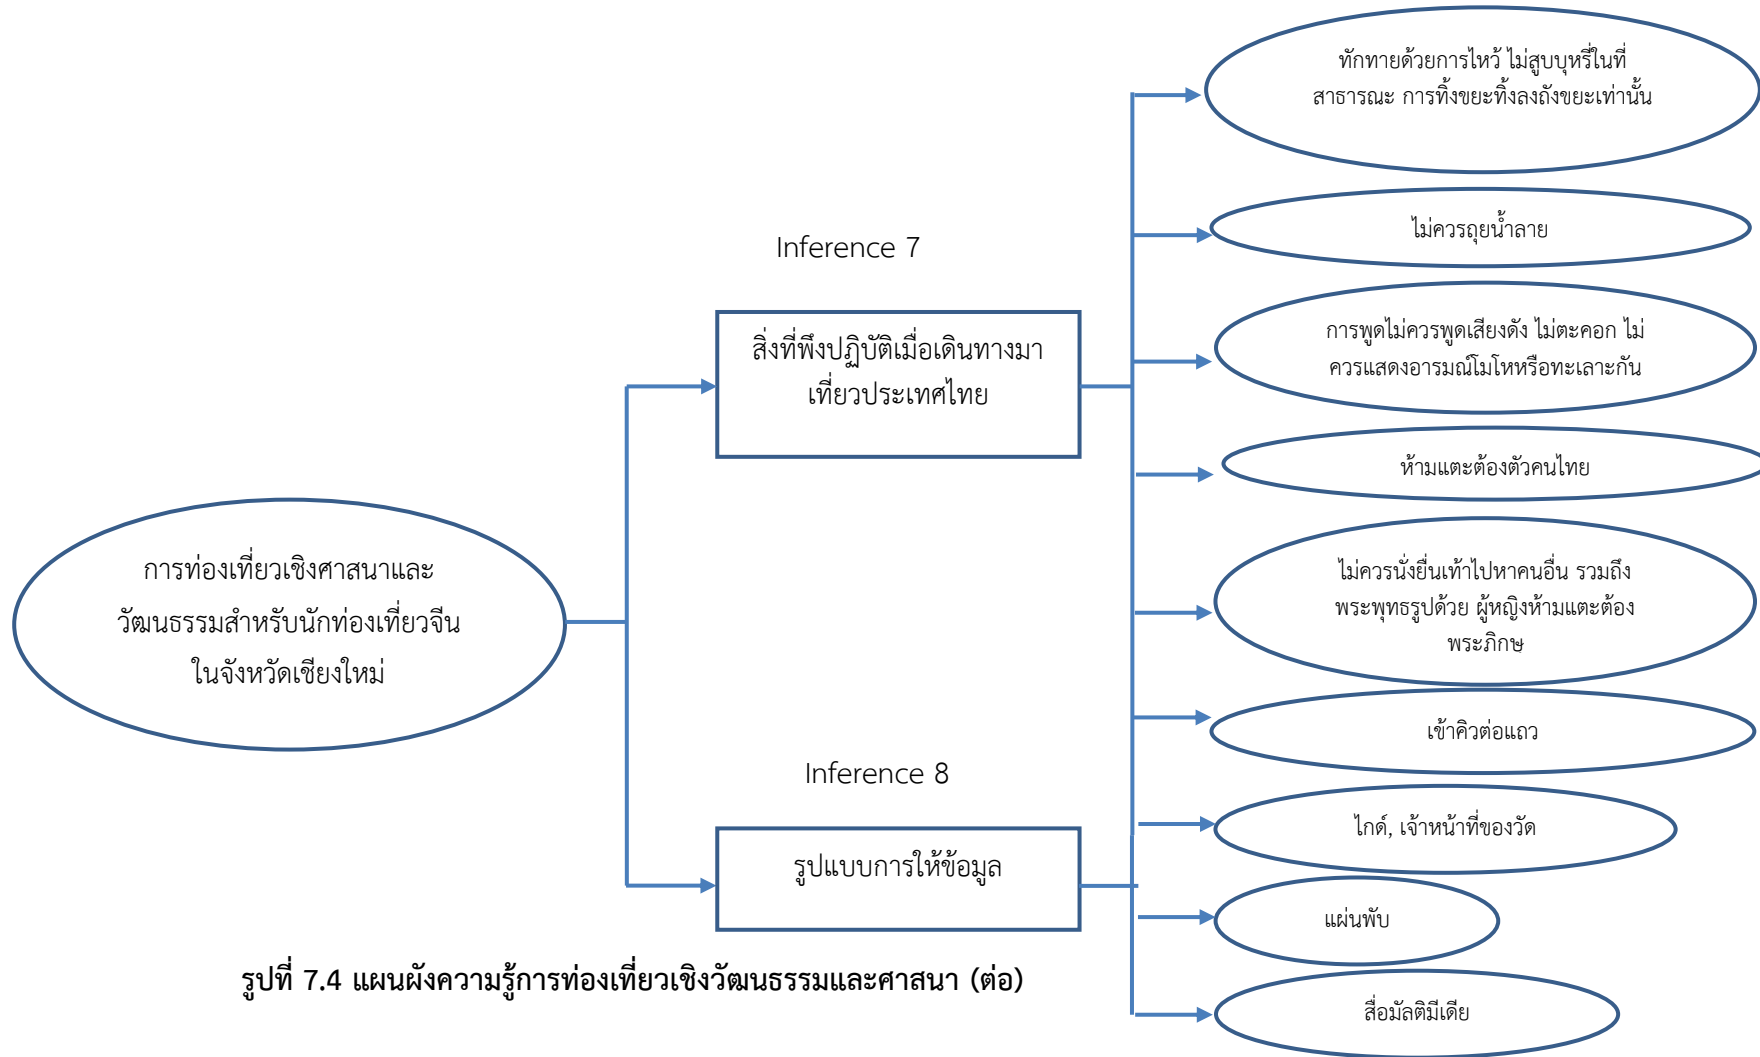 ทักทายด้วยการไหว้ ไม่สูบบุหรี่ในที่
สาธารณะ การทิ้งขยะทิ้งลงถังขยะเท่านั้น
ไม่ควรถุยน้ำลาย
Inference 7
สิ่งที่พึงปฏิบัติเมื่อเดินทางมา
เที่ยวประเทศไทย
การพูดไม่ควรพูดเสียงดัง ไม่ตะคอก ไม่
ควรแสดงอารมณ์โมโหหรือทะเลาะกัน
ห้ามแตะต้องตัวคนไทย
การท่องเที่ยวเชิงศาสนาและ
วัฒนธรรมสำหรับนักท่องเที่ยวจีน
ในจังหวัดเชียงใหม่
ไม่ควรนั่งยื่นเท้าไปหาคนอื่น รวมถึง
พระพุทธรูปด้วย ผู้หญิงห้ามแตะต้อง
พระภิกษุ
เข้าคิวต่อแถว
Inference 8
รูปแบบการให้ข้อมูล
ไกด์, เจ้าหน้าที่ของวัด
แผ่นพับ
สื่อมัลติมีเดีย
รูปที่ 7.4 แผนผังความรู้การท่องเที่ยวเชิงวัฒนธรรมและศาสนา (ต่อ)